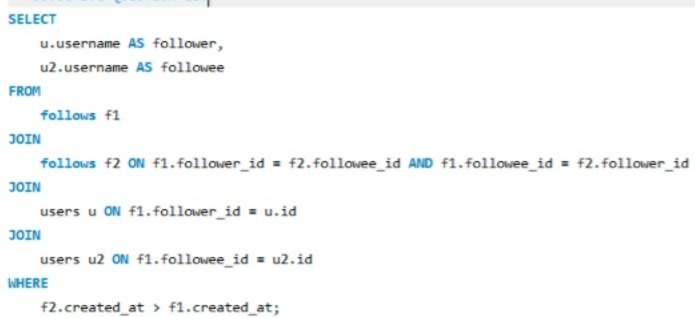 SELECT
u.username AS follower,
u2.username AS followee
FROM
follows f1
JOIN
follows f2 ON f1.follower_id = f2.followee_id AND f1.followee_id = f2.follower_id
JOIN
users u ON f1.follower_id = u.id
JOIN
users u2 ON f1.followee_id = u2.id
WHERE
f2.created_at > f1.created_at;